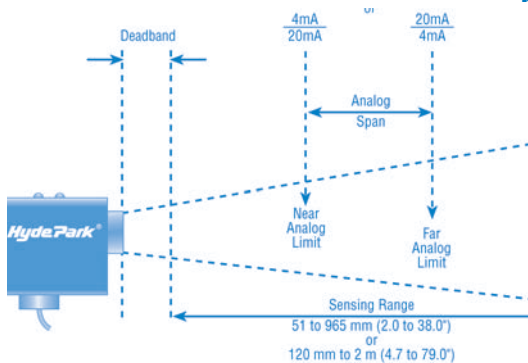 or
Deadband
4mA
20mA
20mA
4mA
Analog
Span
HydePark®
Near
Analog
Limit
Far
Analog
Limit
Sensing Range
51 to 965 mm (2.0 to 38.0")
or
120 mm to 2 m (4.7 to 79.0")